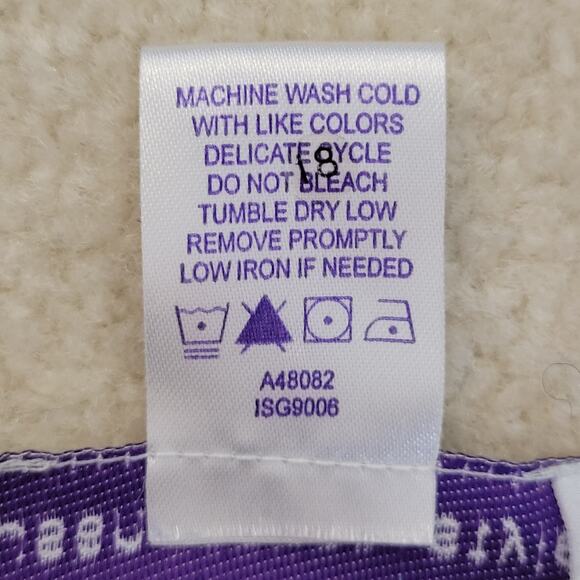 MACHINE WASH COLD
WITH LIKE COLORS
DELICATE CYCLE
18
DO NOT BLEACH
TUMBLE DRY LOW
REMOVE PROMPTLY
LOW IRON IF NEEDED
A48082
ISG9006